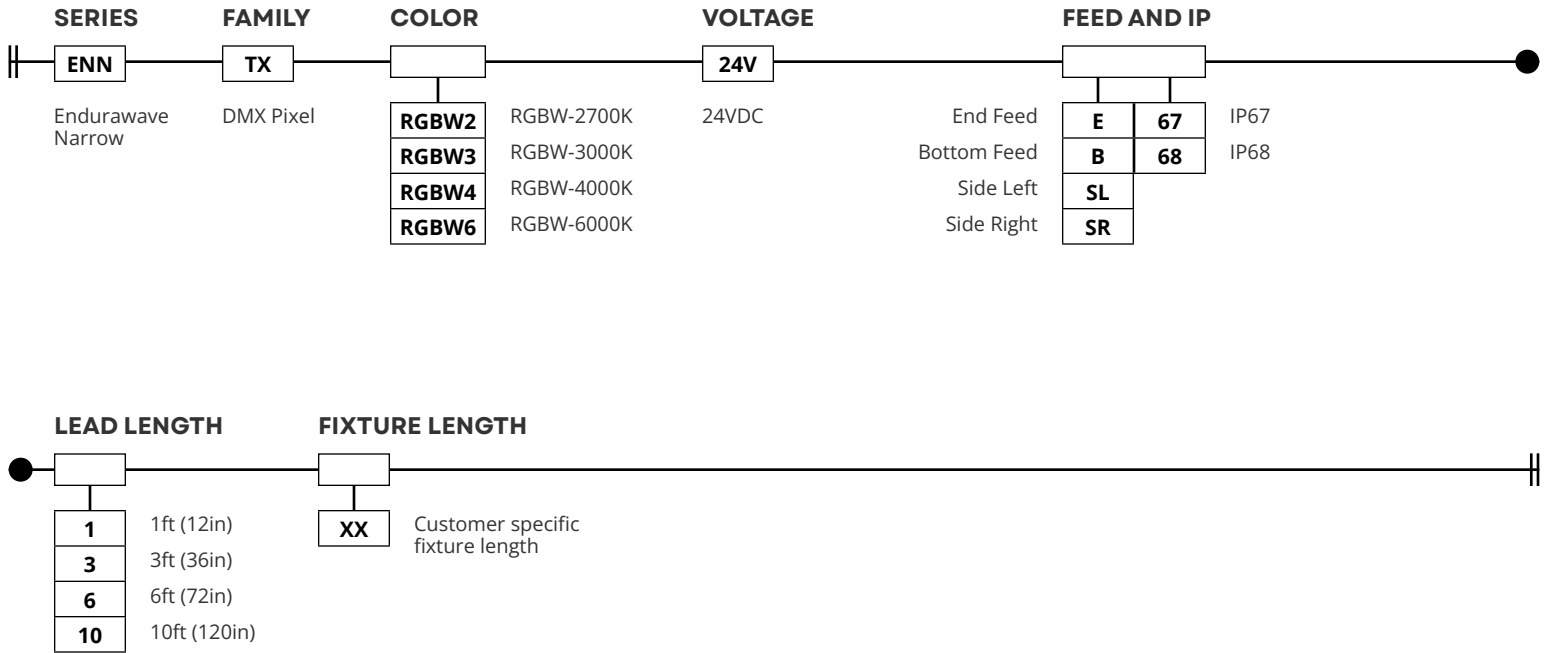 SERIES
FAMILY
COLOR
VOLTAGE
FEED AND IP
ENN
TX
24V
Endurawave
Narrow
DMX Pixel
RGBW2 RGBW-2700K
RGBW3 RGBW-3000K
RGBW4 RGBW-4000K
RGBW6 RGBW-6000K
24VDC
End Feed E 67 IP67
Bottom Feed B 68 IP68
Side Left SL
Side Right SR
LEAD LENGTH
FIXTURE LENGTH
1 1ft (12in)
3 3ft (36in)
6 6ft (72in)
10 10ft (120in)
XX Customer specific
fixture length